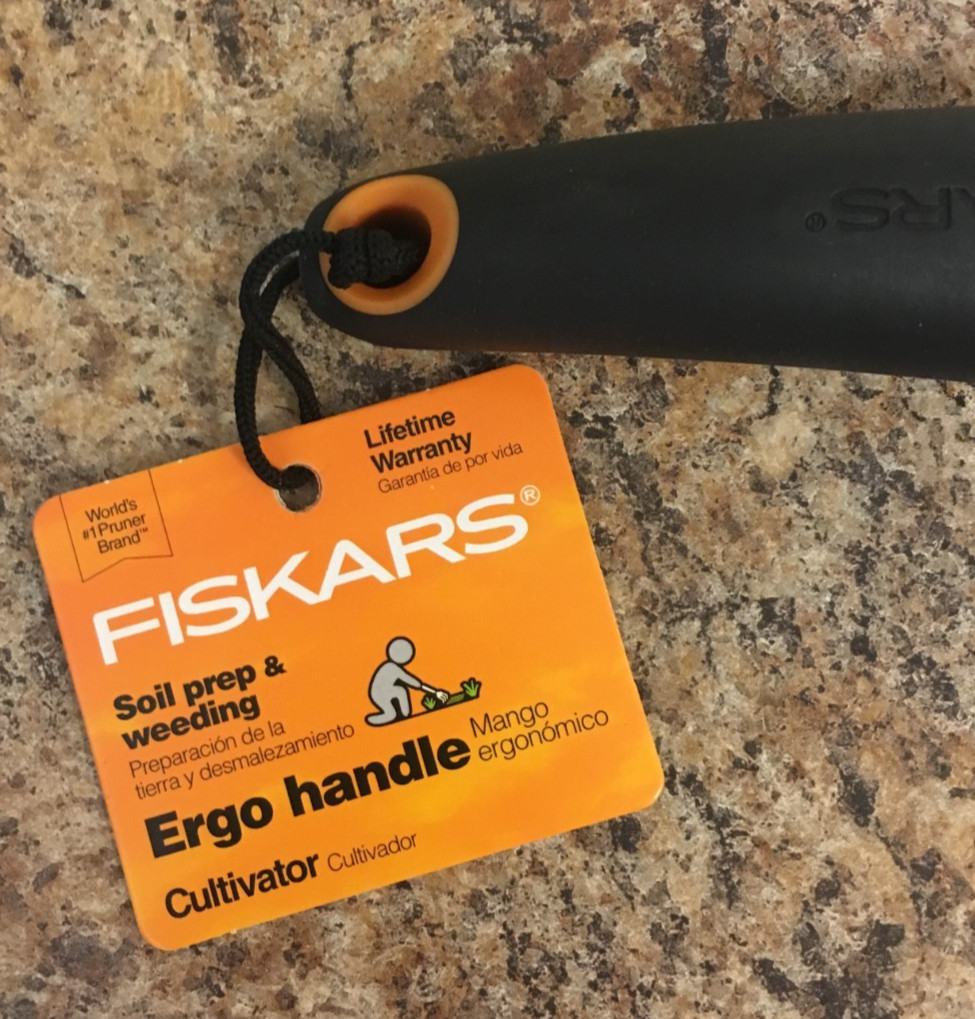 World's
#1 Pruner
Brand™
Lifetime
Warranty
Garantía de por vida
FISKARS®
Soil prep &
weeding
Preparación de la
tierra y desmalezamiento
Ergo handle
Mango
ergonómico
Cultivator Cultivador
ARS®